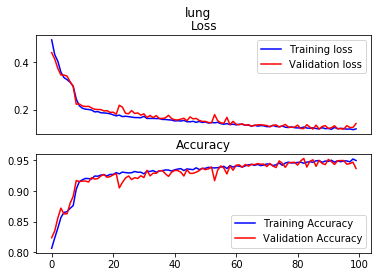 lung
Loss
0.4
0.2
Training loss
Validation loss
Accuracy
0.95
0.90
0.85
0.80
Training Accuracy
Validation Accuracy
0 20 40 60 80 100